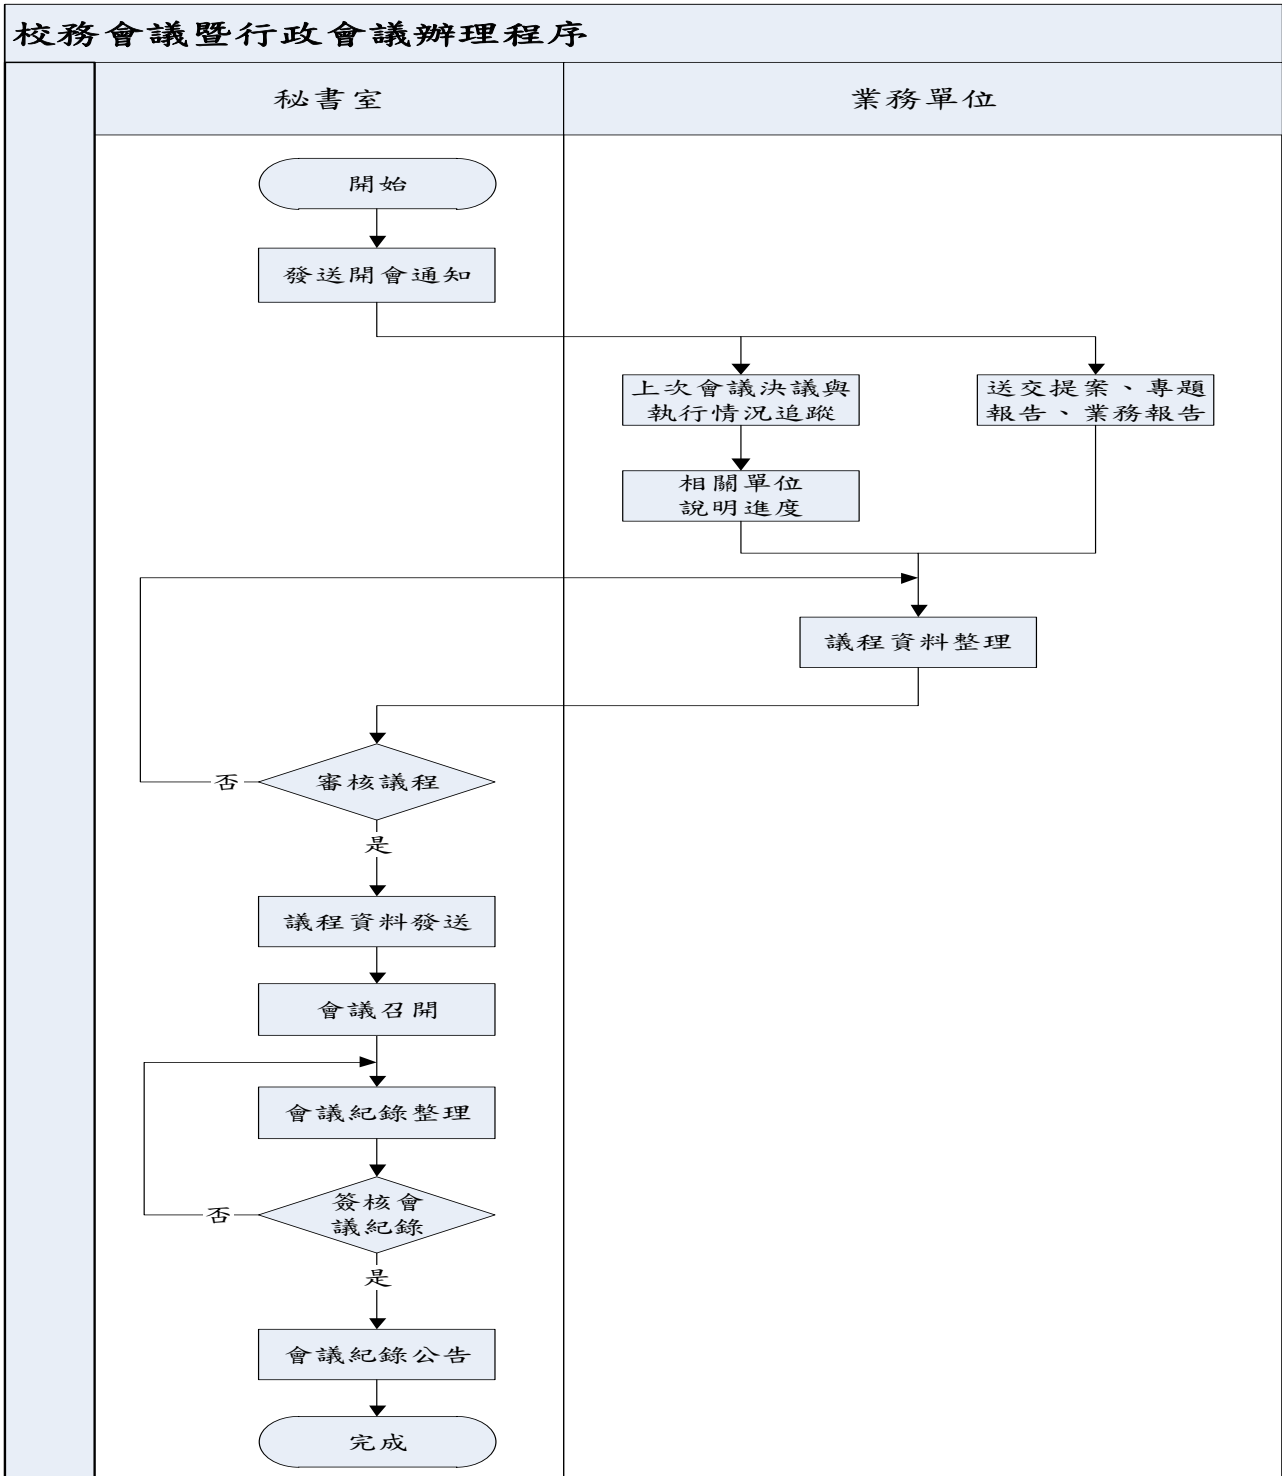 校務會議暨行政會議辦理程序
秘書室
業務單位
開始
發送開會通知
上次會議決議與
執行情況追蹤
送交提案、專題
報告、業務報告
相關單位
說明進度
議程資料整理
審核議程
否
是
議程資料發送
會議召開
會議紀錄整理
簽核會
議紀錄
否
是
會議紀錄公告
完成